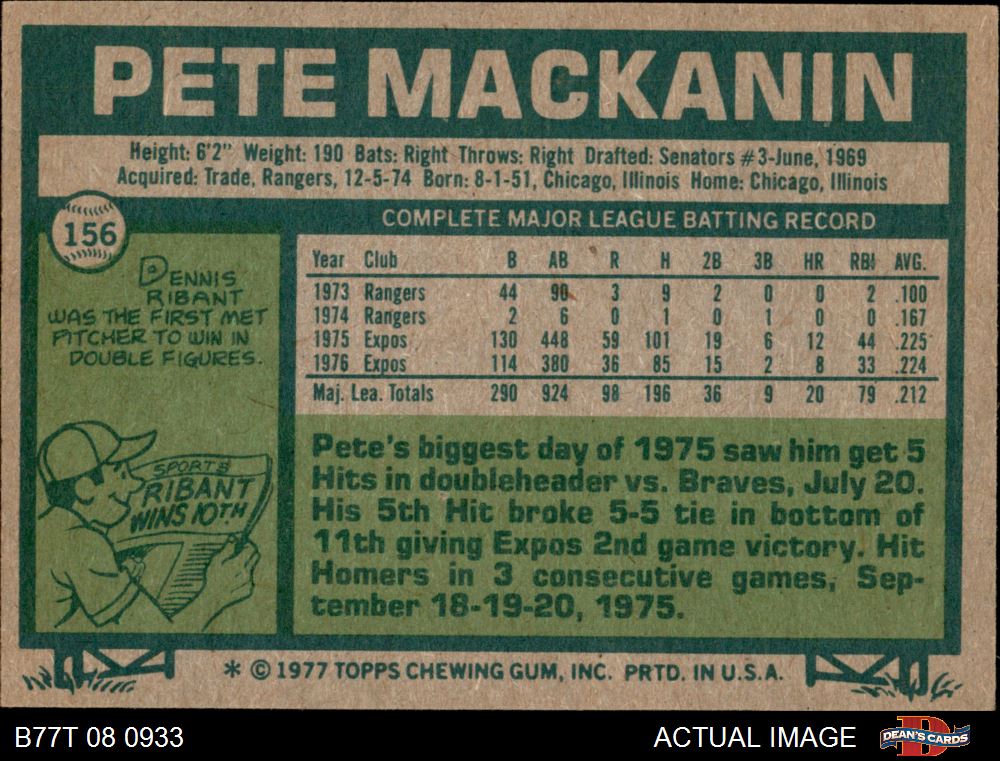 PETE MACKANIN
Height: 6'2" Weight: 190 Bats: Right Throws: Right Drafted: Senators #3-June, 1969
Acquired: Trade, Rangers, 12-5-74 Born: 8-1-51, Chicago, Illinois Home: Chicago, Illinois
156
DENNIS
RIBANT
WAS THE FIRST MET
PITCHER TO WIN IN
DOUBLE FIGURES.
SPORTS
RIBANT
WINS 10TH
COMPLETE MAJOR LEAGUE BATTING RECORD
Year Club B AB R H 2B 3B HR RBI AVG.
1973 Rangers 44 90 3 9 2 0 0 2 .100
1974 Rangers 2 6 0 1 0 1 0 0 .167
1975 Expos 130 448 59 101 19 6 12 44 .225
1976 Expos 114 380 36 85 15 2 8 33 .224
Maj. Lea. Totals 290 924 98 196 36 9 20 79 .212
Pete's biggest day of 1975 saw him get 5
Hits in doubleheader vs. Braves, July 20.
His 5th Hit broke 5-5 tie in bottom of
11th giving Expos 2nd game victory. Hit
Homers in 3 consecutive games, Sep-
tember 18-19-20, 1975.
* © 1977 TOPPS CHEWING GUM, INC. PRTD. IN U.S.A.
B77T 08 0933
ACTUAL IMAGE
DEAN'S CARDS